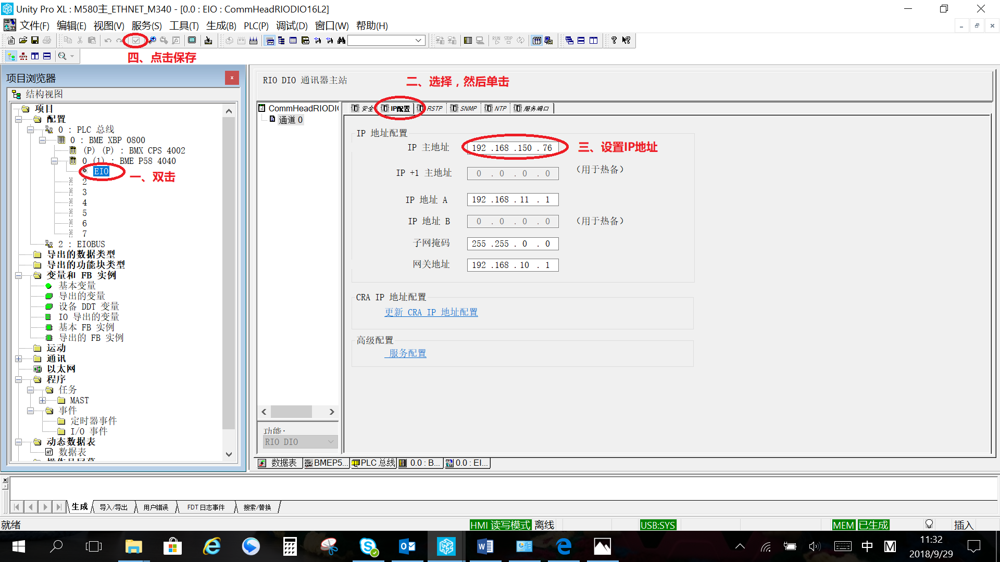 Unity Pro XL : M580主_ETHNET_M340 - [0.0 : EIO : CommHeadRIODIO16L2]
文件(F) 编辑(E) 视图(V) 服务(S) 工具(T) 生成(B) PLC(P) 调试(D) 窗口(W) 帮助(H)
RUN STOP
四、点击保存
项目浏览器
结构视图
项目
配置
0 : PLC 总线
0 : BME XBP 0800
(P) (P) : BMX CPS 4002
0 (1) : BME P58 4040
EIO
一、双击
2
3
4
5
6
7
2 : EIOBUS
导出的数据类型
导出的功能块类型
变量和 FB 实例
基本变量
导出的变量
设备 DDT 变量
IO 导出的变量
基本 FB 实例
导出的 FB 实例
运动
通讯
以太网
程序
任务
MAST
事件
定时器事件
I/O 事件
动态数据表
数据表
RIO DIO 通讯器主站
二、选择，然后单击
CommHeadRIODI
通道 0
安全 IP配置 RSTP SNMP NTP 服务端口
IP 地址配置
IP 主地址 192 .168 .150 . 76
三、设置IP地址
IP +1 主地址 0 . 0 . 0 . 0 （用于热备）
IP 地址 A 192 .168 . 11 . 1
IP 地址 B 0 . 0 . 0 . 0 （用于热备）
子网掩码 255 .255 . 0 . 0
网关地址 192 .168 . 10 . 1
CRA IP 地址配置
更新 CRA IP 地址配置
高级配置
服务配置
功能:
RIO DIO
数据表 BMEP5... PLC 总线 0.0 : B... 0.0 : EI...
生成 导入/导出 用户错误 FDT 日志事件 搜索/替换
就绪 HMI 读写模式 离线 USB:SYS MEM 已生成 插入
中 M
11:32
2018/9/29